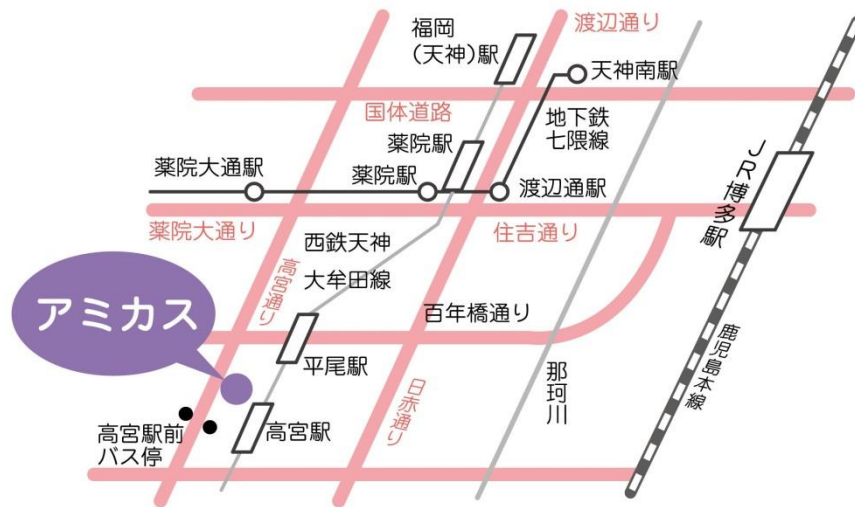 福岡
(天神)駅
渡辺通り
天神南駅
国体道路
地下鉄
七隈線
薬院駅
薬院大通駅
薬院駅
渡辺通駅
JR博多駅
薬院大通り
住吉通り
西鉄天神
大牟田線
高宮通り
アミカス
百年橋通り
平尾駅
日赤通り
那珂川
鹿児島本線
高宮駅前
バス停
高宮駅